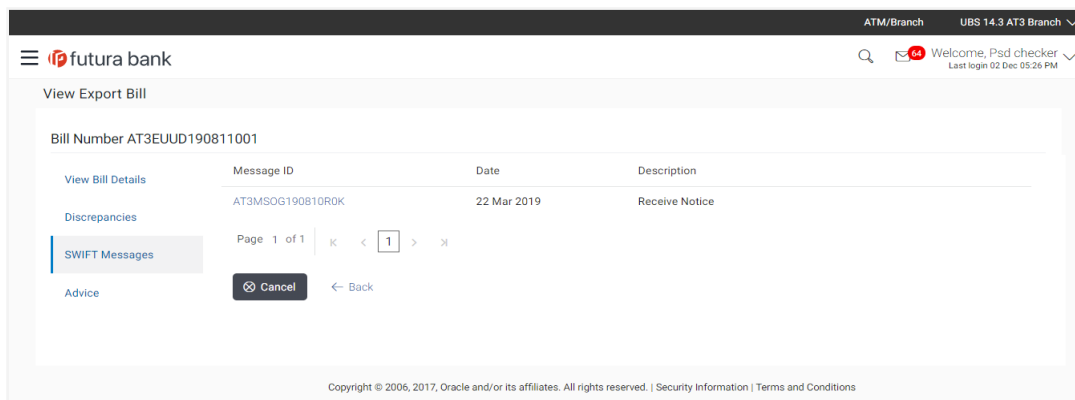 ATM/Branch UBS 14.3 AT3 Branch
futura bank 64 Welcome, Psd checker
Last login 02 Dec 05:26 PM
View Export Bill
Bill Number AT3EUUD190811001
View Bill Details
Discrepancies
SWIFT Messages
Advice
Message ID Date Description
AT3MSOG190810R0K 22 Mar 2019 Receive Notice
Page 1 of 1 1
Cancel Back
Copyright © 2006, 2017, Oracle and/or its affiliates. All rights reserved. | Security Information | Terms and Conditions